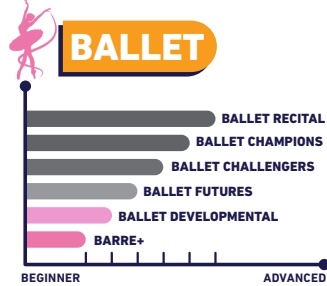 BALLET
BALLET RECITAL
BALLET CHAMPIONS
BALLET CHALLENGERS
BALLET FUTURES
BALLET DEVELOPMENTAL
BARRE+
BEGINNER ADVANCED